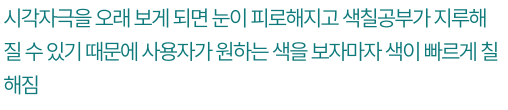 시각자극을 오래 보게 되면 눈이 피로해지고 색칠공부가 지루해
질 수 있기 때문에 사용자가 원하는 색을 보자마자 색이 빠르게 칠
해짐